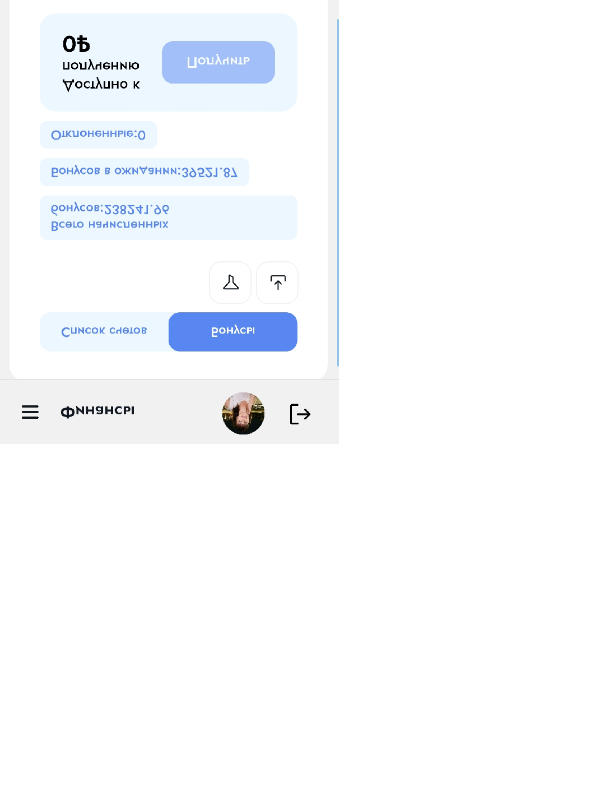 Финансы
Список счетов
Бонусы
Всего начисленных
бонусов:238241.96
Бонусов в ожидании:39521.87
Отклоненные:0
Доступно к
получению
0₽
Получить